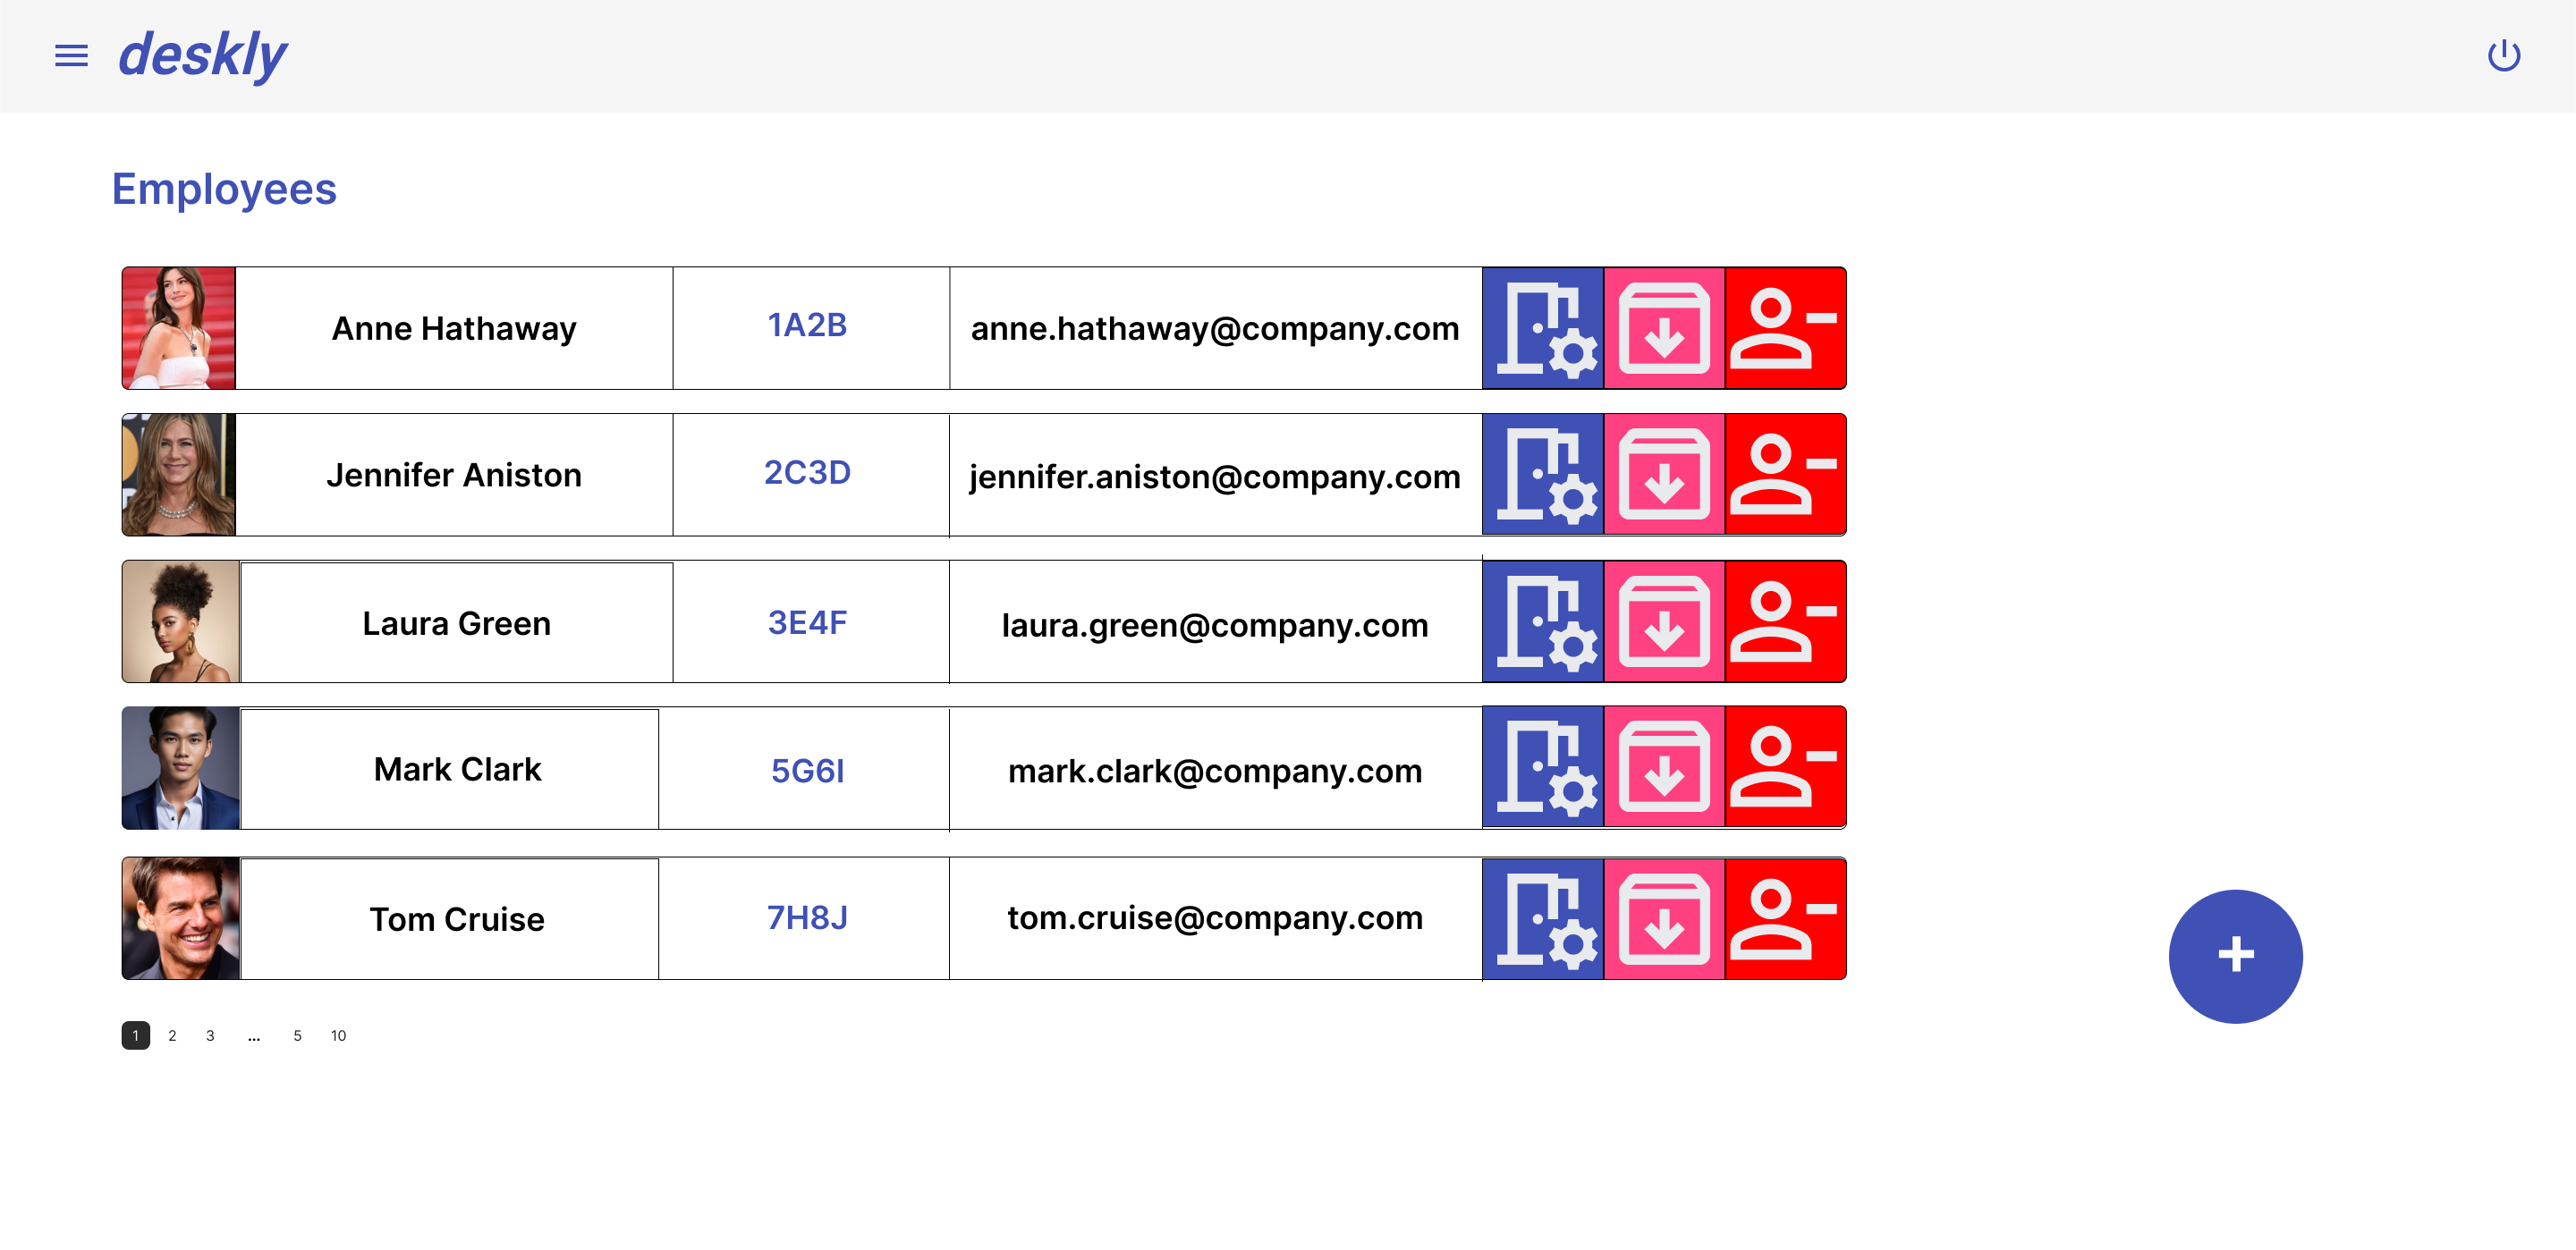 deskly
Employees
Anne Hathaway 1A2B anne.hathaway@company.com
Jennifer Aniston 2C3D jennifer.aniston@company.com
Laura Green 3E4F laura.green@company.com
Mark Clark 5G6I mark.clark@company.com
Tom Cruise 7H8J tom.cruise@company.com
+
1 2 3 ... 5 10